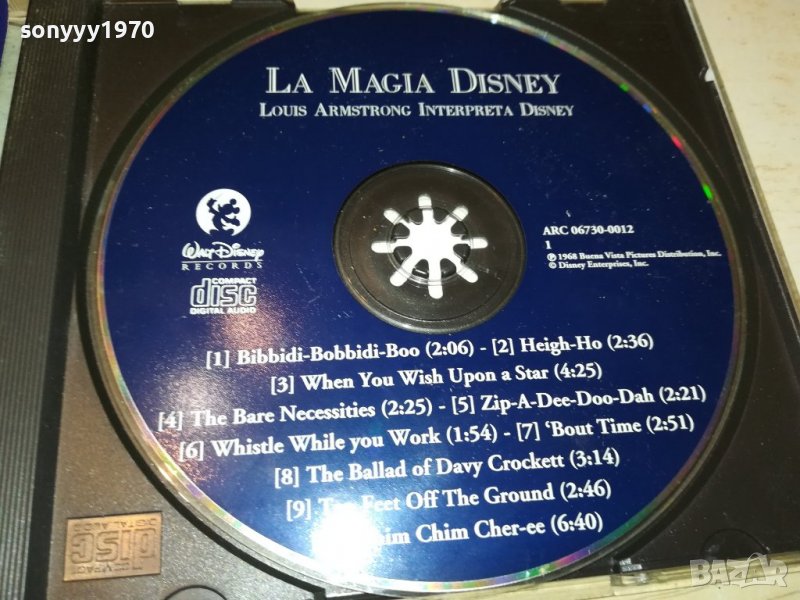 sonyyy1970
LA MAGIA DISNEY
LOUIS ARMSTRONG INTERPRETA DISNEY
WALT DISNEY
RECORDS
COMPACT
disc
DIGITAL AUDIO
ARC 06730-0012
1
℗ 1968 Buena Vista Pictures Distribution, Inc.
© Disney Enterprises, Inc.
[1] Bibbidi-Bobbidi-Boo (2:06) - [2] Heigh-Ho (2:36)
[3] When You Wish Upon a Star (4:25)
[4] The Bare Necessities (2:25) - [5] Zip-A-Dee-Doo-Dah (2:21)
[6] Whistle While you Work (1:54) - [7] ‘Bout Time (2:51)
[8] The Ballad of Davy Crockett (3:14)
[9] Feet Off The Ground (2:46)
Chim Cher-ee (6:40)
disc
BAZAR